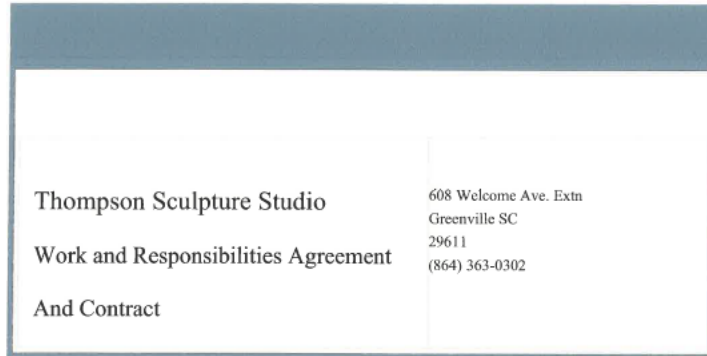 Thompson Sculpture Studio
Work and Responsibilities Agreement
And Contract
608 Welcome Ave. Extn
Greenville SC
29611
(864) 363-0302